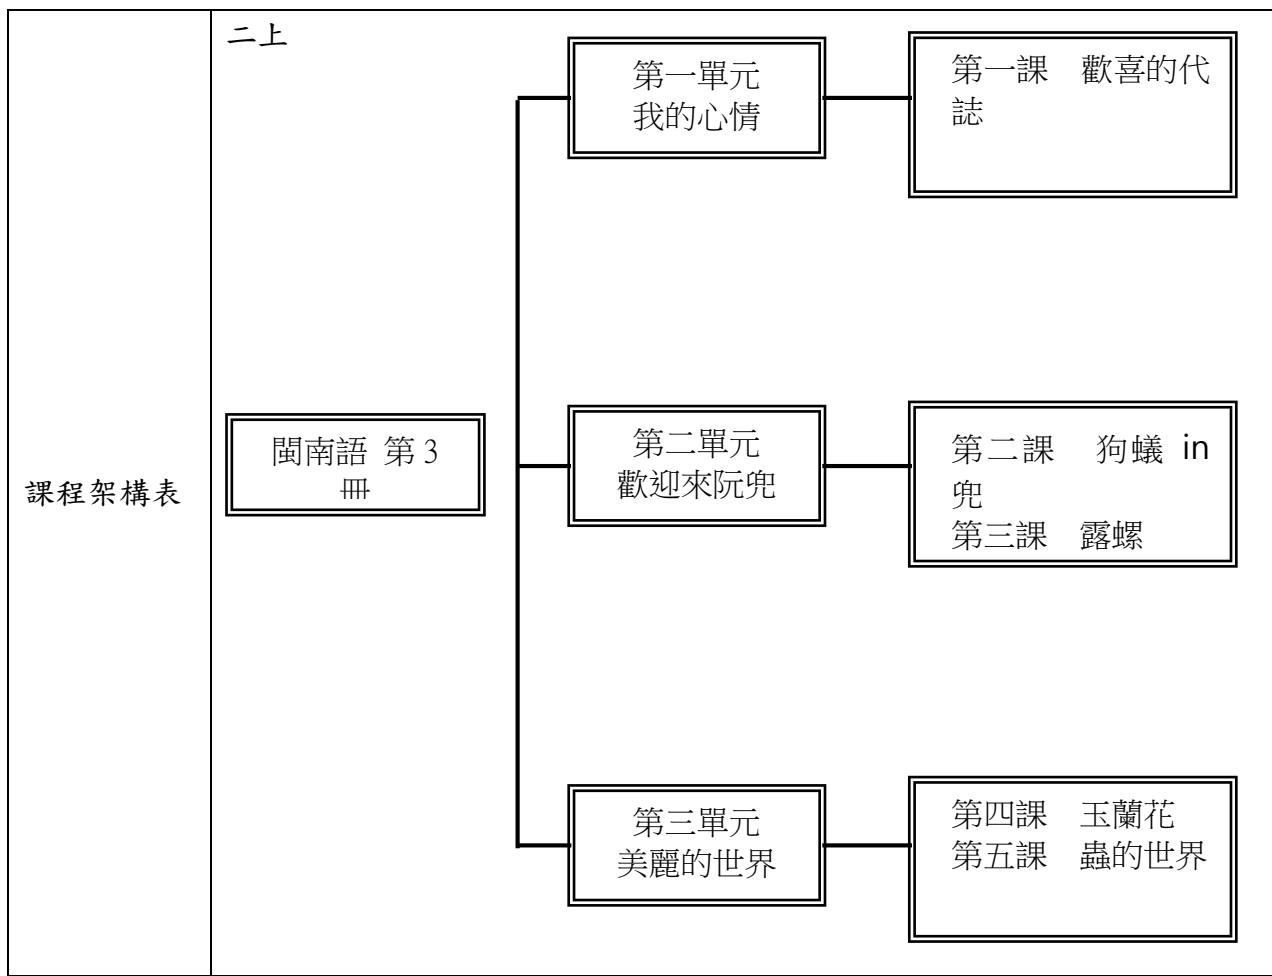 課程架構表
二上
閩南語 第 3
冊
第一單元
我的心情
第一課 歡喜的代
誌
第二單元
歡迎來阮兜
第二課 狗蟻 in
兜
第三課 露螺
第三單元
美麗的世界
第四課 玉蘭花
第五課 蟲的世界